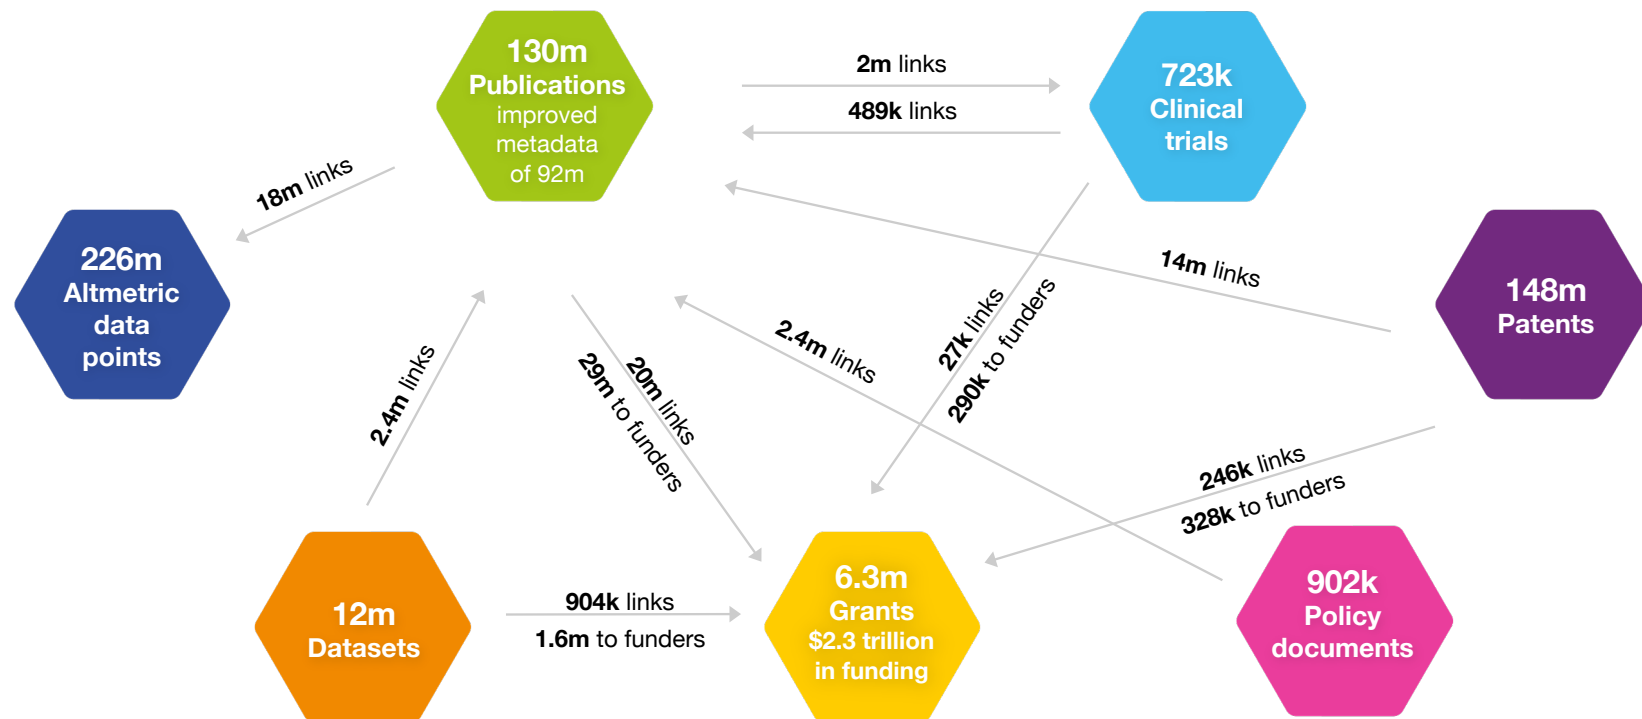 130m
Publications
improved
metadata
of 92m
2m links
489k links
723k
Clinical
trials
18m links
226m
Altmetric
data
points
14m links
148m
Patents
2.4m links
20m links
29m to funders
2.4m links
27k links
290k to funders
246k links
328k to funders
12m
Datasets
904k links
1.6m to funders
6.3m
Grants
$2.3 trillion
in funding
902k
Policy
documents